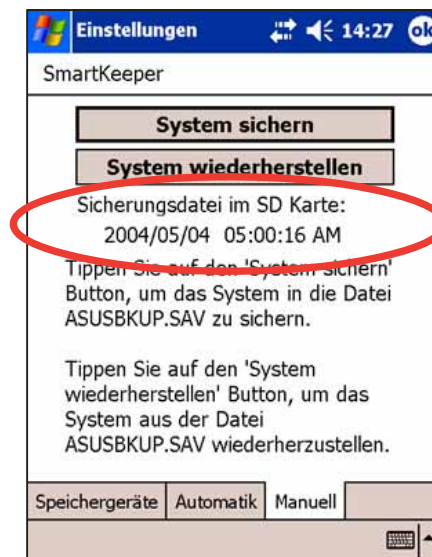 Einstellungen 14:27 ok
SmartKeeper
System sichern
System wiederherstellen
Sicherungsdatei im SD Karte:
2004/05/04 05:00:16 AM
Tippen Sie auf den 'System sichern'
Button, um das System in die Datei
ASUSBKUP.SAV zu sichern.
Tippen Sie auf den 'System
wiederherstellen' Button, um das
System aus der Datei
ASUSBKUP.SAV wiederherzustellen.
Speichergeräte Automatik Manuell